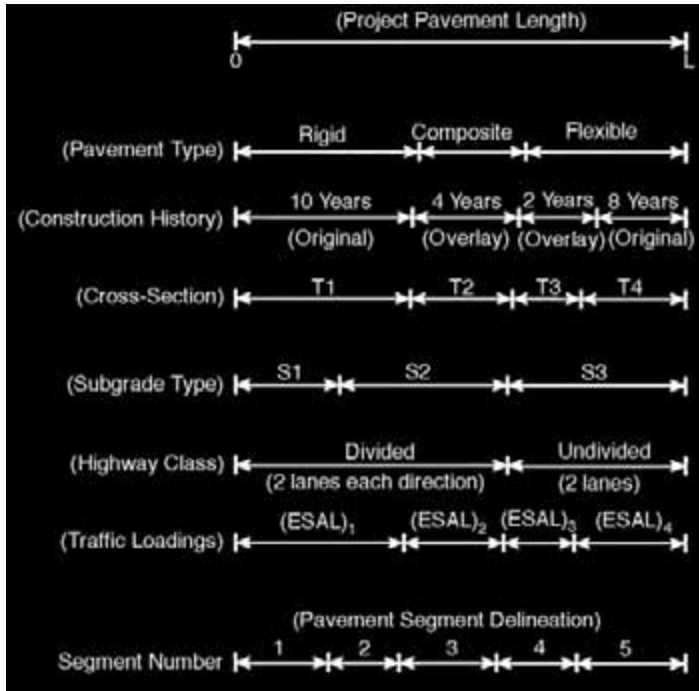 (Project Pavement Length)
0 L
Rigid Composite Flexible
(Pavement Type)
10 Years 4 Years 2 Years 8 Years
(Construction History)
(Original) (Overlay) (Overlay) (Original)
T1 T2 T3 T4
(Cross-Section)
S1 S2 S3
(Subgrade Type)
Divided Undivided
(Highway Class)
(2 lanes each direction) (2 lanes)
(ESAL)₁ (ESAL)₂ (ESAL)₃ (ESAL)₄
(Traffic Loadings)
(Pavement Segment Delineation)
1 2 3 4 5
Segment Number